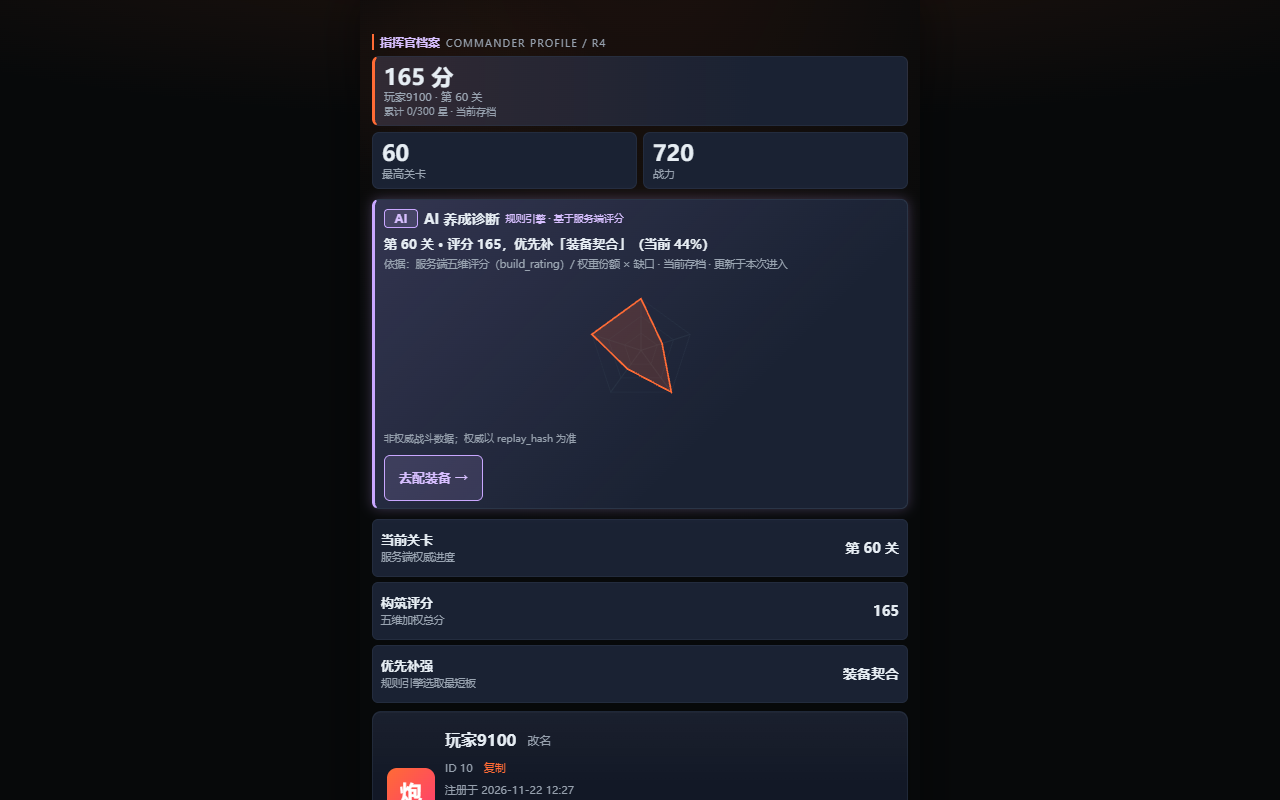 指挥官档案 COMMANDER PROFILE / R4
165 分
玩家9100 · 第 60 关
累计 0/300 星 · 当前存档
60
最高关卡
720
战力
AI AI 养成诊断 规则引擎 · 基于服务端评分
第 60 关 • 评分 165，优先补「装备契合」（当前 44%）
依据：服务端五维评分（build_rating）/ 权重份额 × 缺口 · 当前存档 · 更新于本次进入
非权威战斗数据；权威以 replay_hash 为准
去配装备 →
当前关卡
服务端权威进度
第 60 关
构筑评分
五维加权总分
165
优先补强
规则引擎选取最短板
装备契合
玩家9100 改名
ID 10 复制
炮
注册于 2026-11-22 12:27